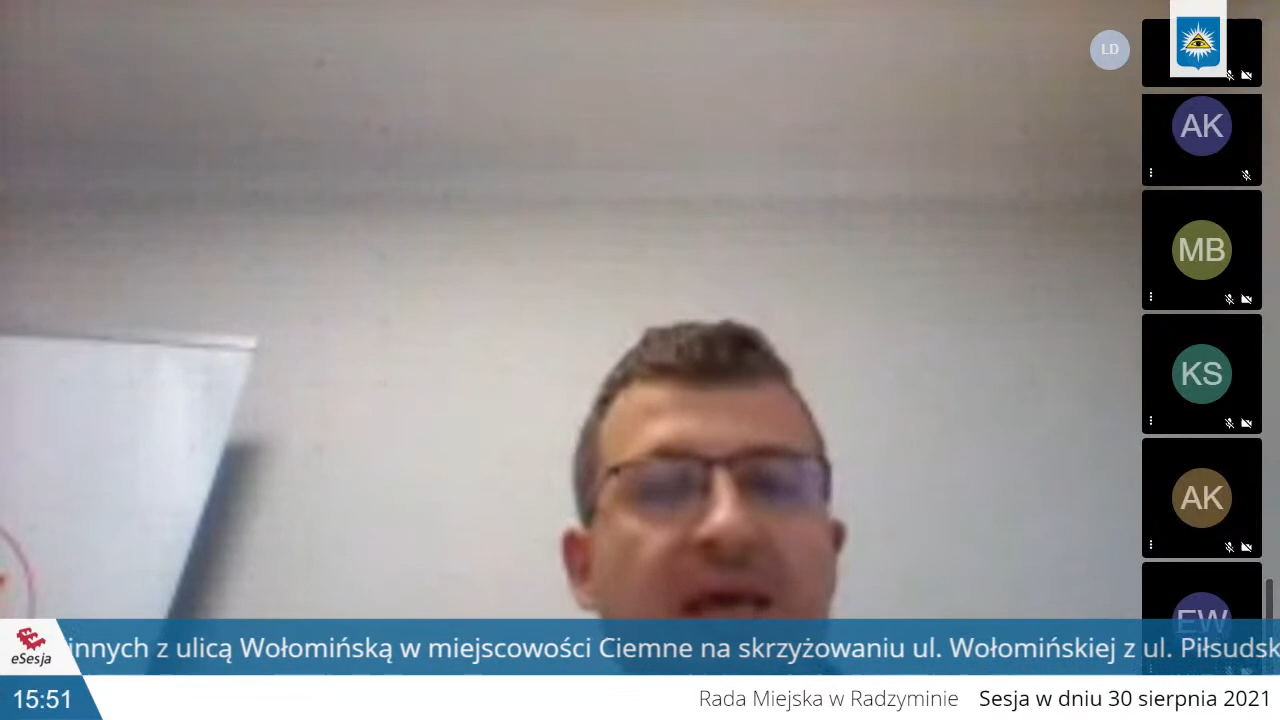 LD
AK
MB
KS
AK
EW
eSesja
innych z ulicą Wołomińską w miejscowości Ciemne na skrzyżowaniu ul. Wołomińskiej z ul. Piłsudsk
15:51
Rada Miejska w Radzyminie Sesja w dniu 30 sierpnia 2021